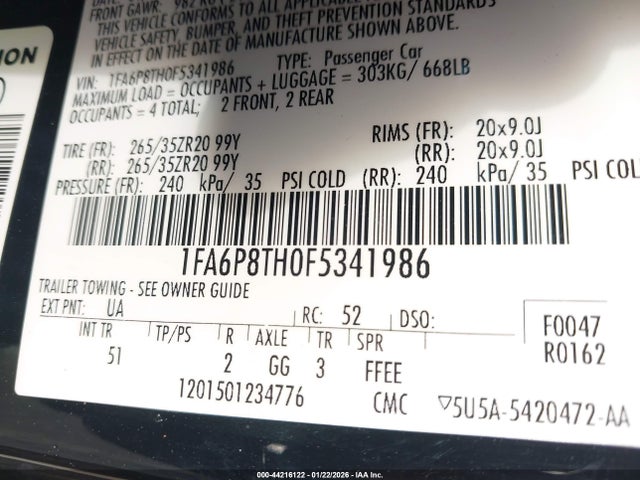 FRONT GAWR: 982 KG
THIS VEHICLE CONFORMS TO ALL APPLICABLE
VEHICLE SAFETY, BUMPER, AND THEFT PREVENTION STANDARDS
IN EFFECT ON THE DATE OF MANUFACTURE SHOWN ABOVE.
VIN: 1FA6P8TH0F5341986 TYPE: Passenger Car
MAXIMUM LOAD = OCCUPANTS + LUGGAGE = 303KG/ 668LB
OCCUPANTS = 4 TOTAL; 2 FRONT, 2 REAR
TIRE (FR): 265/35ZR20 99Y RIMS (FR): 20x9.0J
(RR): 265/35ZR20 99Y (RR): 20x9.0J
PRESSURE (FR): 240 kPa/ 35 PSI COLD (RR): 240 kPa/ 35 PSI COL
1FA6P8TH0F5341986
TRAILER TOWING - SEE OWNER GUIDE
EXT PNT: UA RC: 52 DSO: F0047
R0162
INT TR TP/PS R AXLE TR SPR
51 2 GG 3 FFEE
1201501234776 CMC ▽5U5A-5420472-AA
000-44216122 - 01/22/2026 - IAA Inc.